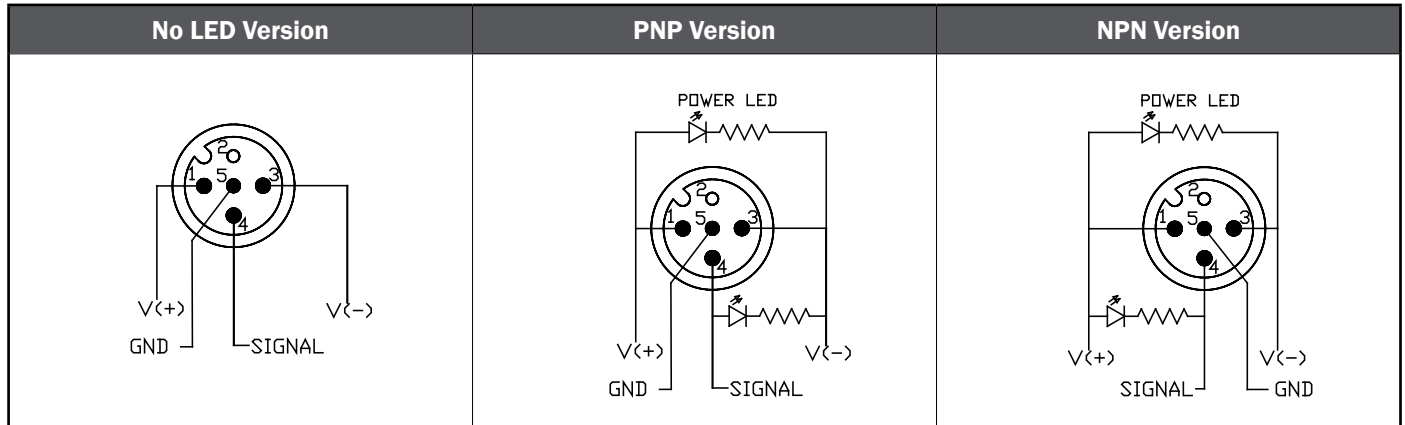 No LED Version
PNP Version
NPN Version
2
1 5 3
4
V(+) V(-)
GND SIGNAL
POWER LED
2
1 5 3
4
V(+) V(-)
GND SIGNAL
POWER LED
2
1 5 3
4
V(+) V(-)
SIGNAL GND